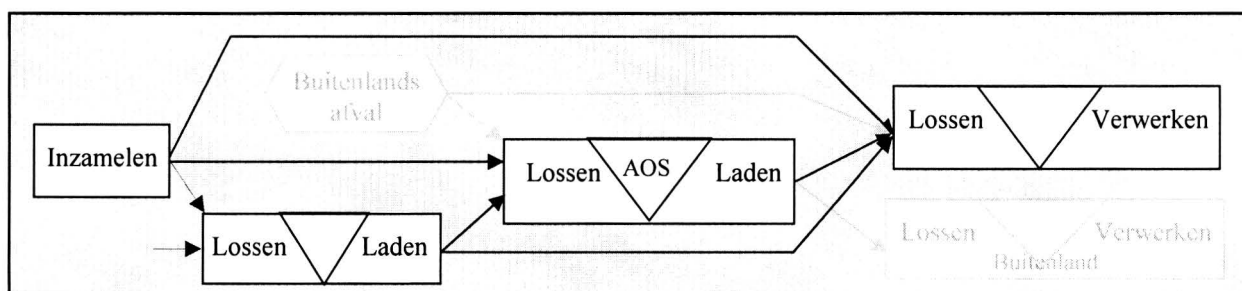 Buitenlands
afval
Inzamelen
Lossen AOS Laden
Lossen Verwerken
Lossen Laden
Lossen Verwerken
Buitenland